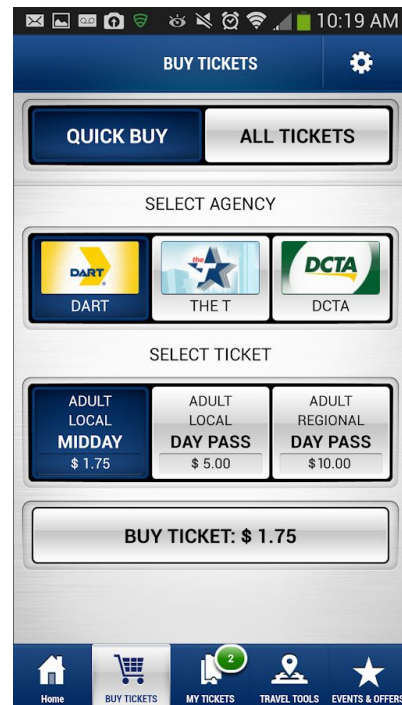 10:19 AM
BUY TICKETS
QUICK BUY
ALL TICKETS
SELECT AGENCY
DART
DART
the
THE T
DCTA
DCTA
SELECT TICKET
ADULT
LOCAL
MIDDAY
$ 1.75
ADULT
LOCAL
DAY PASS
$ 5.00
ADULT
REGIONAL
DAY PASS
$10.00
BUY TICKET: $ 1.75
Home
BUY TICKETS
2
MY TICKETS
TRAVEL TOOLS
EVENTS & OFFERS